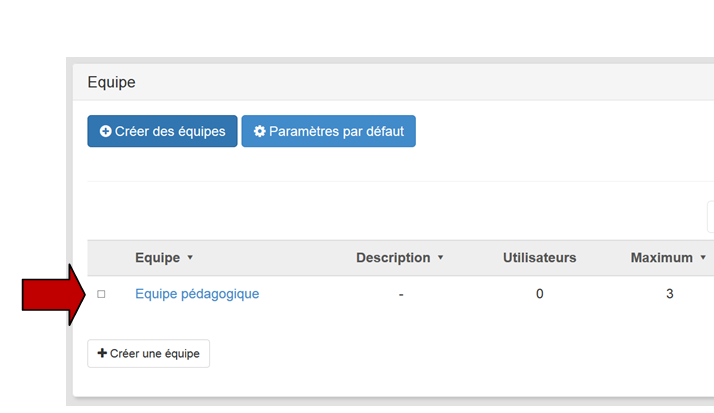 Equipe
Créer des équipes Paramètres par défaut
Equipe Description Utilisateurs Maximum
Equipe pédagogique - 0 3
Créer une équipe